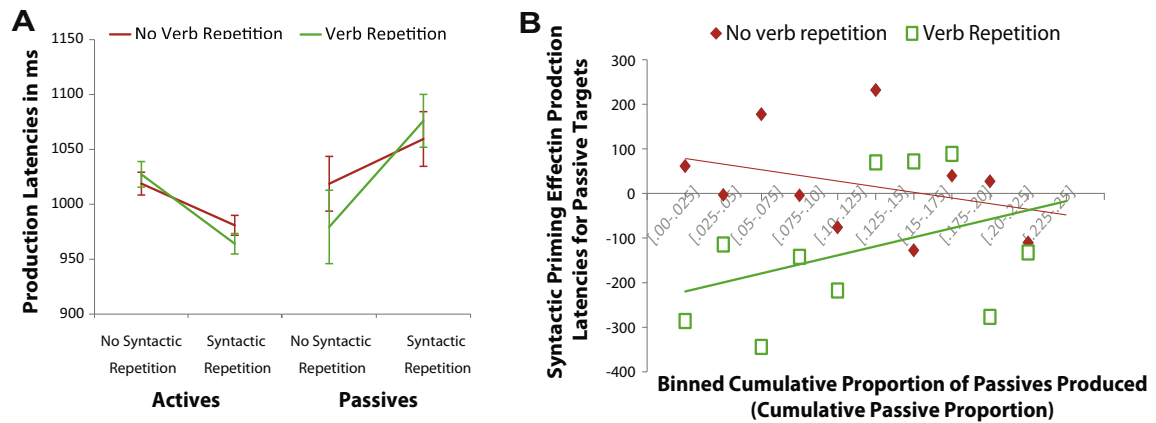 A
No Verb Repetition
Verb Repetition
Production Latencies in ms
1150
1100
1050
1000
950
900
No Syntactic
Repetition
Syntactic
Repetition
No Syntactic
Repetition
Syntactic
Repetition
Actives
Passives
B
No verb repetition
Verb Repetition
Syntactic Priming Effectin Prodction
Latencies for Passive Targets
300
200
100
0
-100
-200
-300
-400
[.00-.025]
[.025-.05]
[.05-.075]
[.075-.10]
[.10-.125]
[.125-.15]
[.15-.175]
[.175-.20]
[.20-.225]
[.225-.25]
Binned Cumulative Proportion of Passives Produced
(Cumulative Passive Proportion)